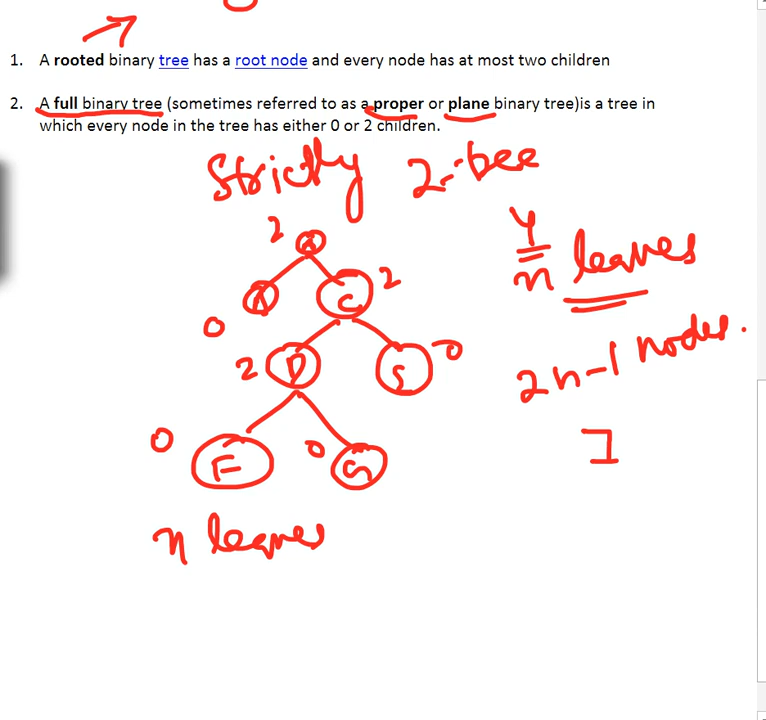 1. A rooted binary tree has a root node and every node has at most two children
2. A full binary tree (sometimes referred to as a proper or plane binary tree)is a tree in
which every node in the tree has either 0 or 2 children.
Strictly 2-bee
2
4
n leaves
2
C
0
2 D
S 0
2n-1 nodes.
0
F
0
G
7
n leaves